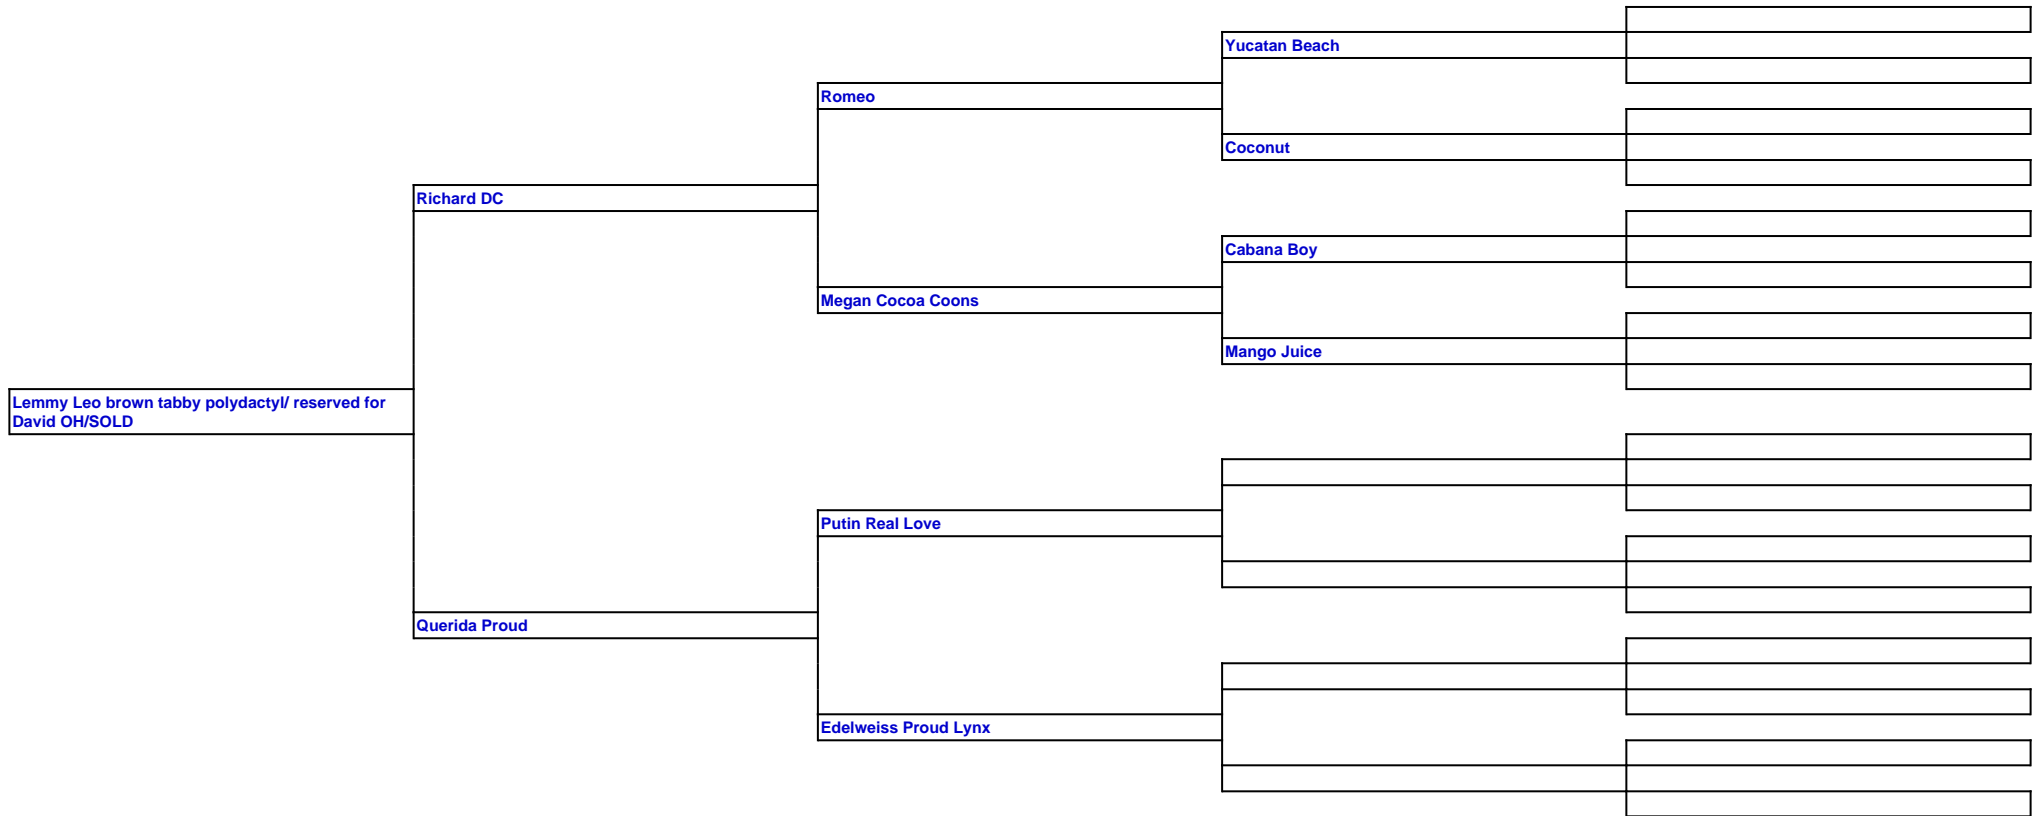 Yucatan Beach
Romeo
Coconut
Richard DC
Cabana Boy
Megan Cocoa Coons
Mango Juice
Lemmy Leo brown tabby polydactyl/ reserved for
David OH/SOLD
Putin Real Love
Querida Proud
Edelweiss Proud Lynx